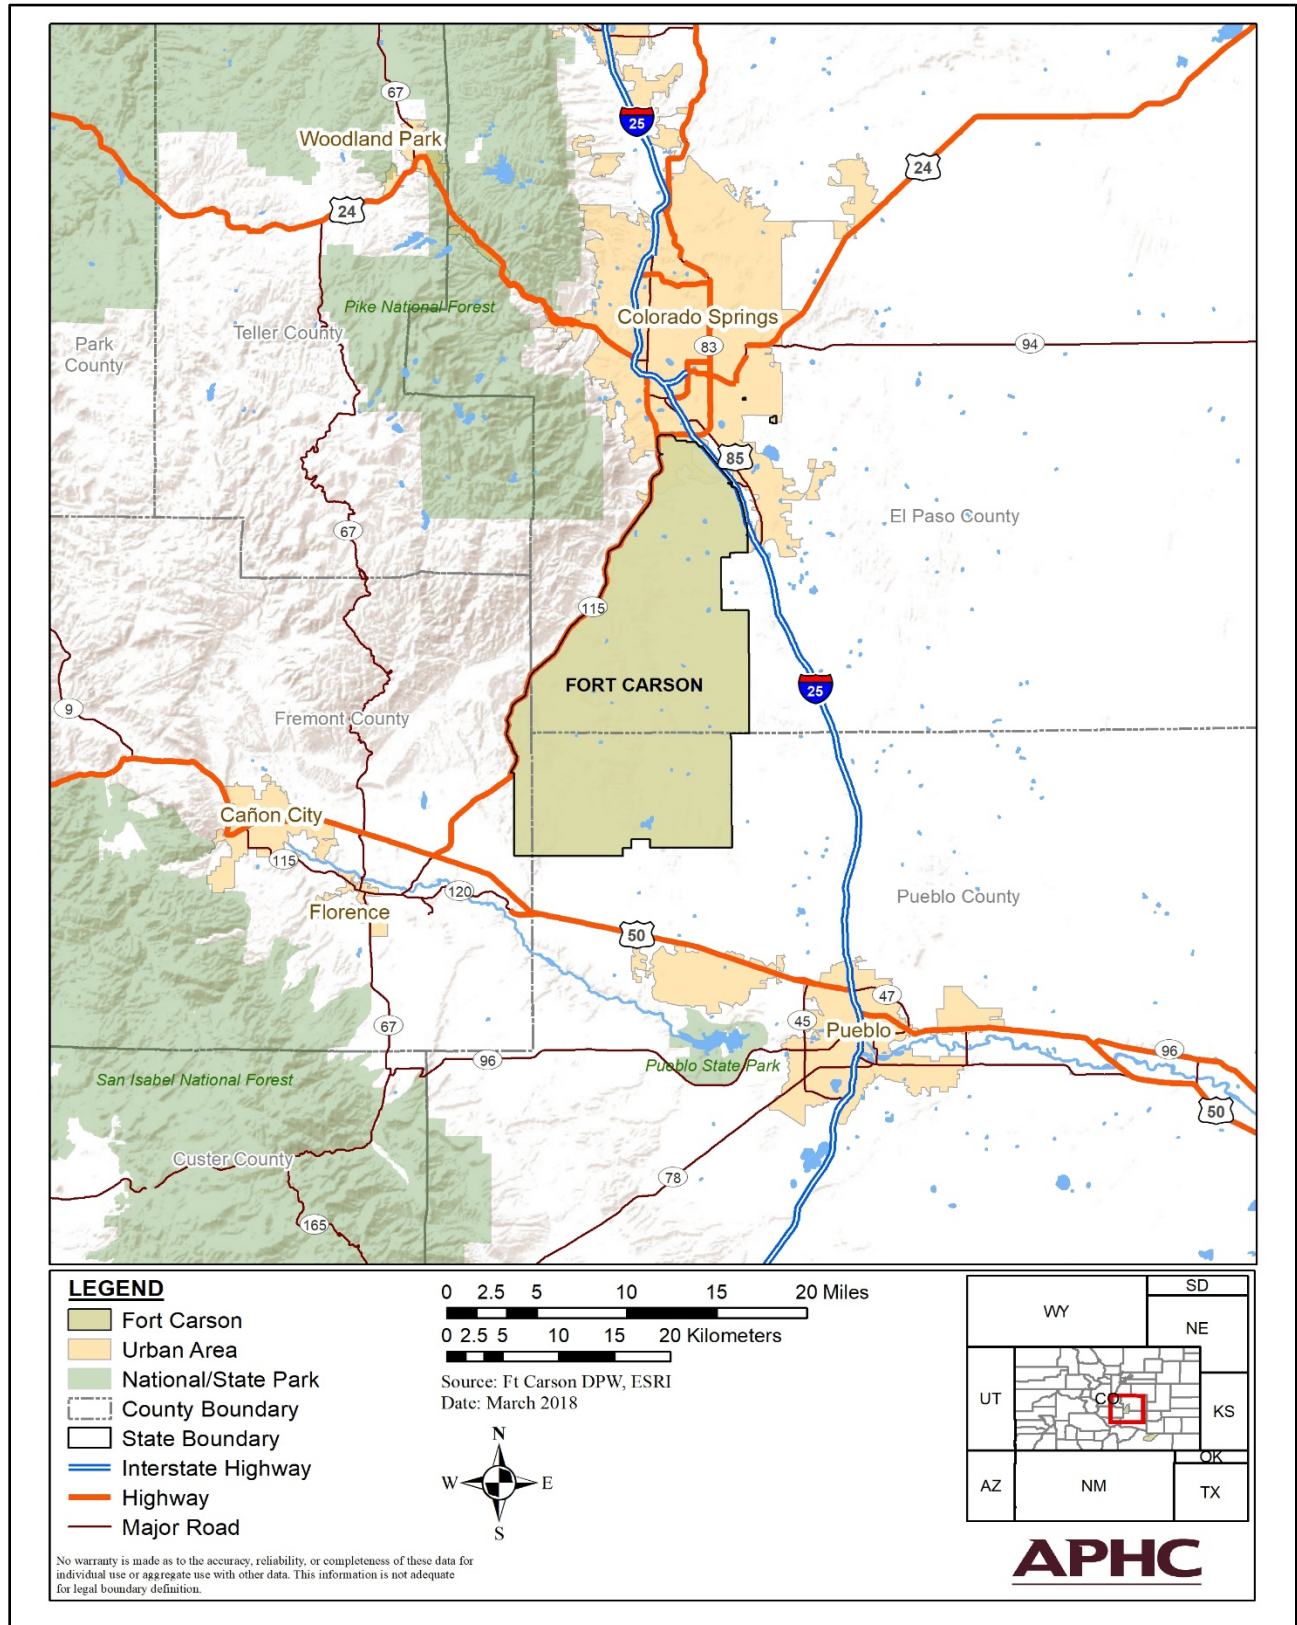 67
25
Woodland Park
24
24
Pike National Forest
Colorado Springs
Teller County
Park
County
83
94
85
El Paso County
67
115
FORT CARSON
25
9
Fremont County
Cañon City
115
120
Florence
Pueblo County
50
47
45
Pueblo
67
96
96
Pueblo State Park
San Isabel National Forest
50
Custer County
78
165
LEGEND
Fort Carson
Urban Area
National/State Park
County Boundary
State Boundary
Interstate Highway
Highway
Major Road
0 2.5 5 10 15 20 Miles
0 2.5 5 10 15 20 Kilometers
Source: Ft Carson DPW, ESRI
Date: March 2018
N
W E
S
SD
WY
NE
UT
CO
KS
OK
AZ
NM
TX
No warranty is made as to the accuracy, reliability, or completeness of these data for
individual use or aggregate use with other data. This information is not adequate
for legal boundary definition.
APHC